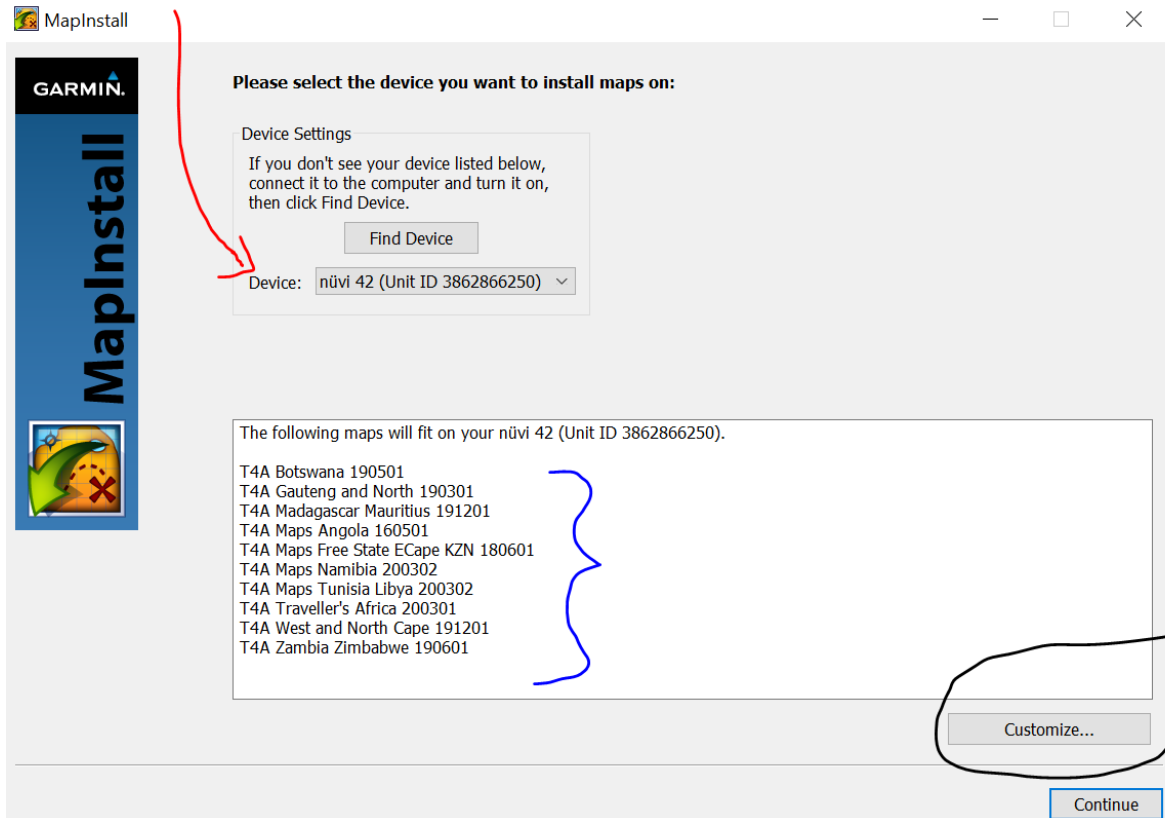 MapInstall
GARMIN.
MapInstall
Please select the device you want to install maps on:
Device Settings
If you don't see your device listed below,
connect it to the computer and turn it on,
then click Find Device.
Find Device
Device: nüvi 42 (Unit ID 3862866250)
The following maps will fit on your nüvi 42 (Unit ID 3862866250).
T4A Botswana 190501
T4A Gauteng and North 190301
T4A Madagascar Mauritius 191201
T4A Maps Angola 160501
T4A Maps Free State ECape KZN 180601
T4A Maps Namibia 200302
T4A Maps Tunisia Libya 200302
T4A Traveller's Africa 200301
T4A West and North Cape 191201
T4A Zambia Zimbabwe 190601
Customize...
Continue